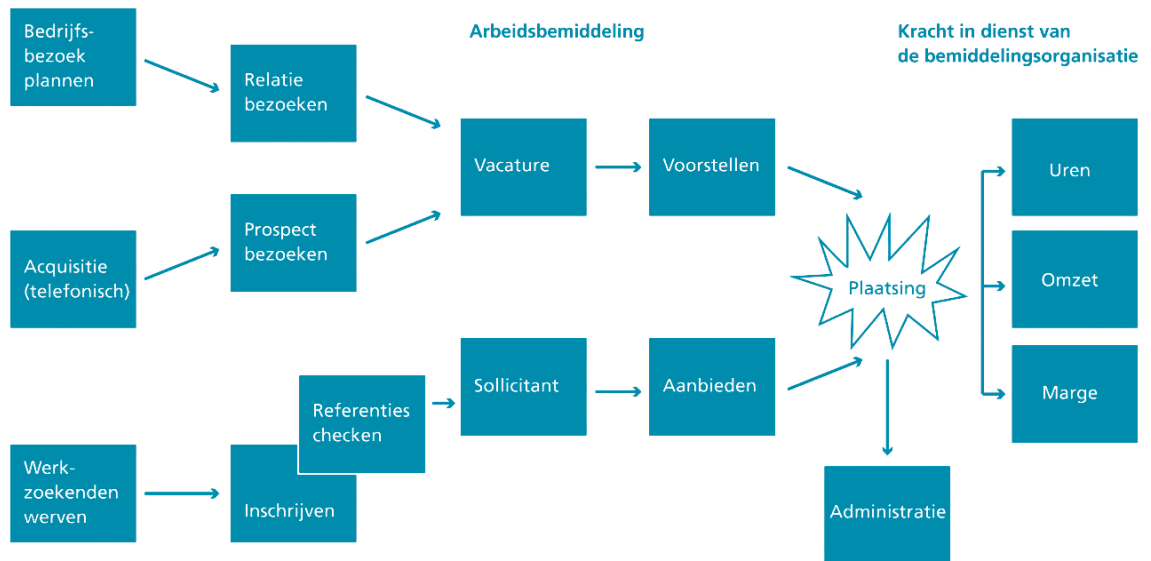 Bedrijfs-
bezoek
plannen
Arbeidsbemiddeling
Kracht in dienst van
de bemiddelingsorganisatie
Relatie
bezoeken
Vacature
Voorstellen
Uren
Prospect
bezoeken
Acquisitie
(telefonisch)
Plaatsing
Omzet
Referenties
checken
Sollicitant
Aanbieden
Marge
Werk-
zoekenden
werven
Inschrijven
Administratie